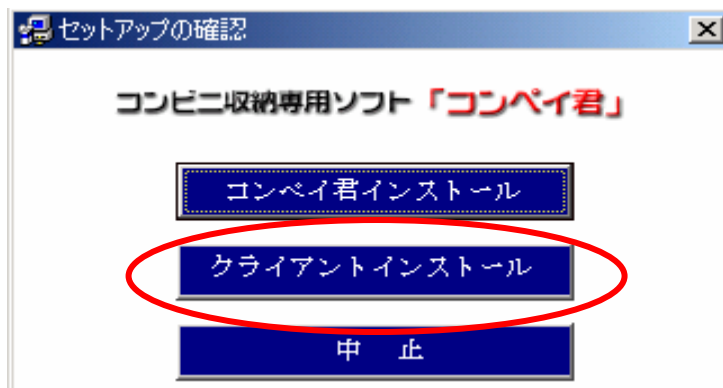 セットアップの確認
コンビニ収納専用ソフト「コンペイ君」
コンペイ君インストール
クライアントインストール
中 止